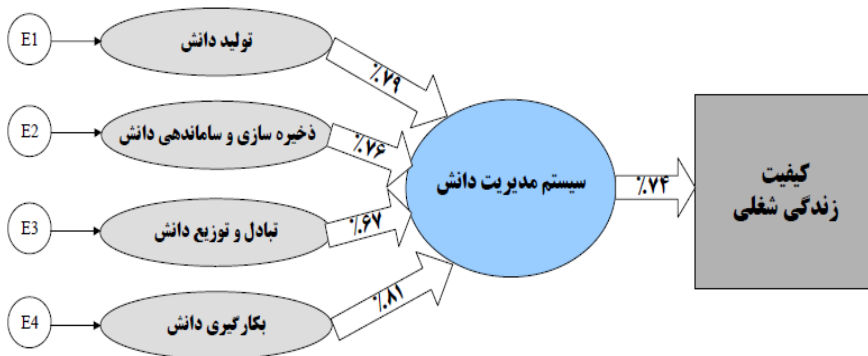 E1
تولید دانش
٪۷۹
E2
ذخیره سازی و ساماندهی دانش
٪۷۶
E3
تبادل و توزیع دانش
٪۶۷
E4
بکارگیری دانش
٪۸۱
سیستم مدیریت دانش
٪۷۴
کیفیت
زندگی شغلی